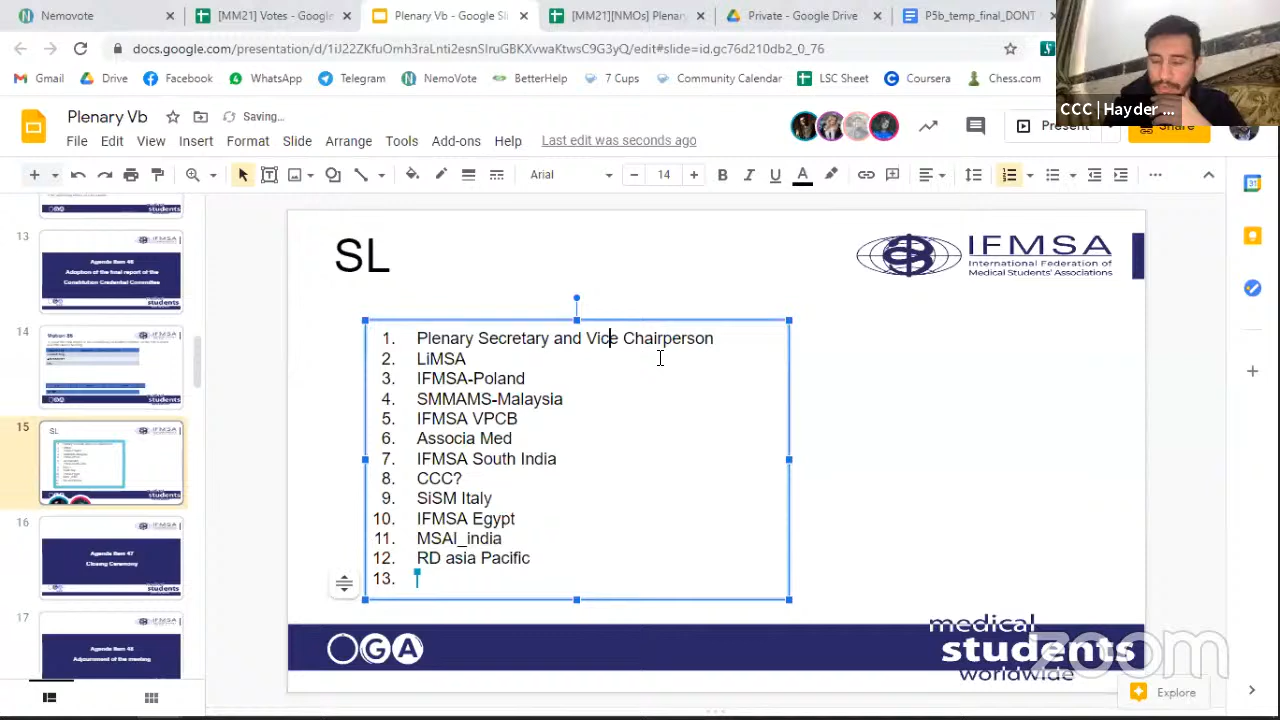 Nemovote
[MM21] Votes - Google
Plenary Vb - Google Sli
[MM21][NMOs] Plenary
Private - Google Drive
P5b_temp_final_DONT
docs.google.com/presentation/d/1iJ22ZKfuOmh3raLnti2esnSIruGBKXvwaKtwsC9G3yQ/edit#slide=id.gc76d210db2_0_76
Gmail
Drive
Facebook
WhatsApp
Telegram
NemoVote
BetterHelp
7 Cups
Community Calendar
LSC Sheet
Coursera
Chess.com
CCC | Hayder ...
Plenary Vb
Saving...
File Edit View Insert Format Slide Arrange Tools Add-ons Help
Last edit was seconds ago
Present
Share
Arial
14
13
Agenda Item 46
Adoption of the final report of the
Constitution Credential Committee
14
15
SL
16
Agenda Item 47
Closing Ceremony
17
Agenda Item 48
Adjournment of the meeting
SL
IFMSA
International Federation of
Medical Students' Associations
1. Plenary Secretary and Vice Chairperson
2. LiMSA
3. IFMSA-Poland
4. SMMAMS-Malaysia
5. IFMSA VPCB
6. Associa Med
7. IFMSA South India
8. CCC?
9. SiSM Italy
10. IFMSA Egypt
11. MSAI_india
12. RD asia Pacific
13.
OGA
medical
students
worldwide
zoom
Explore